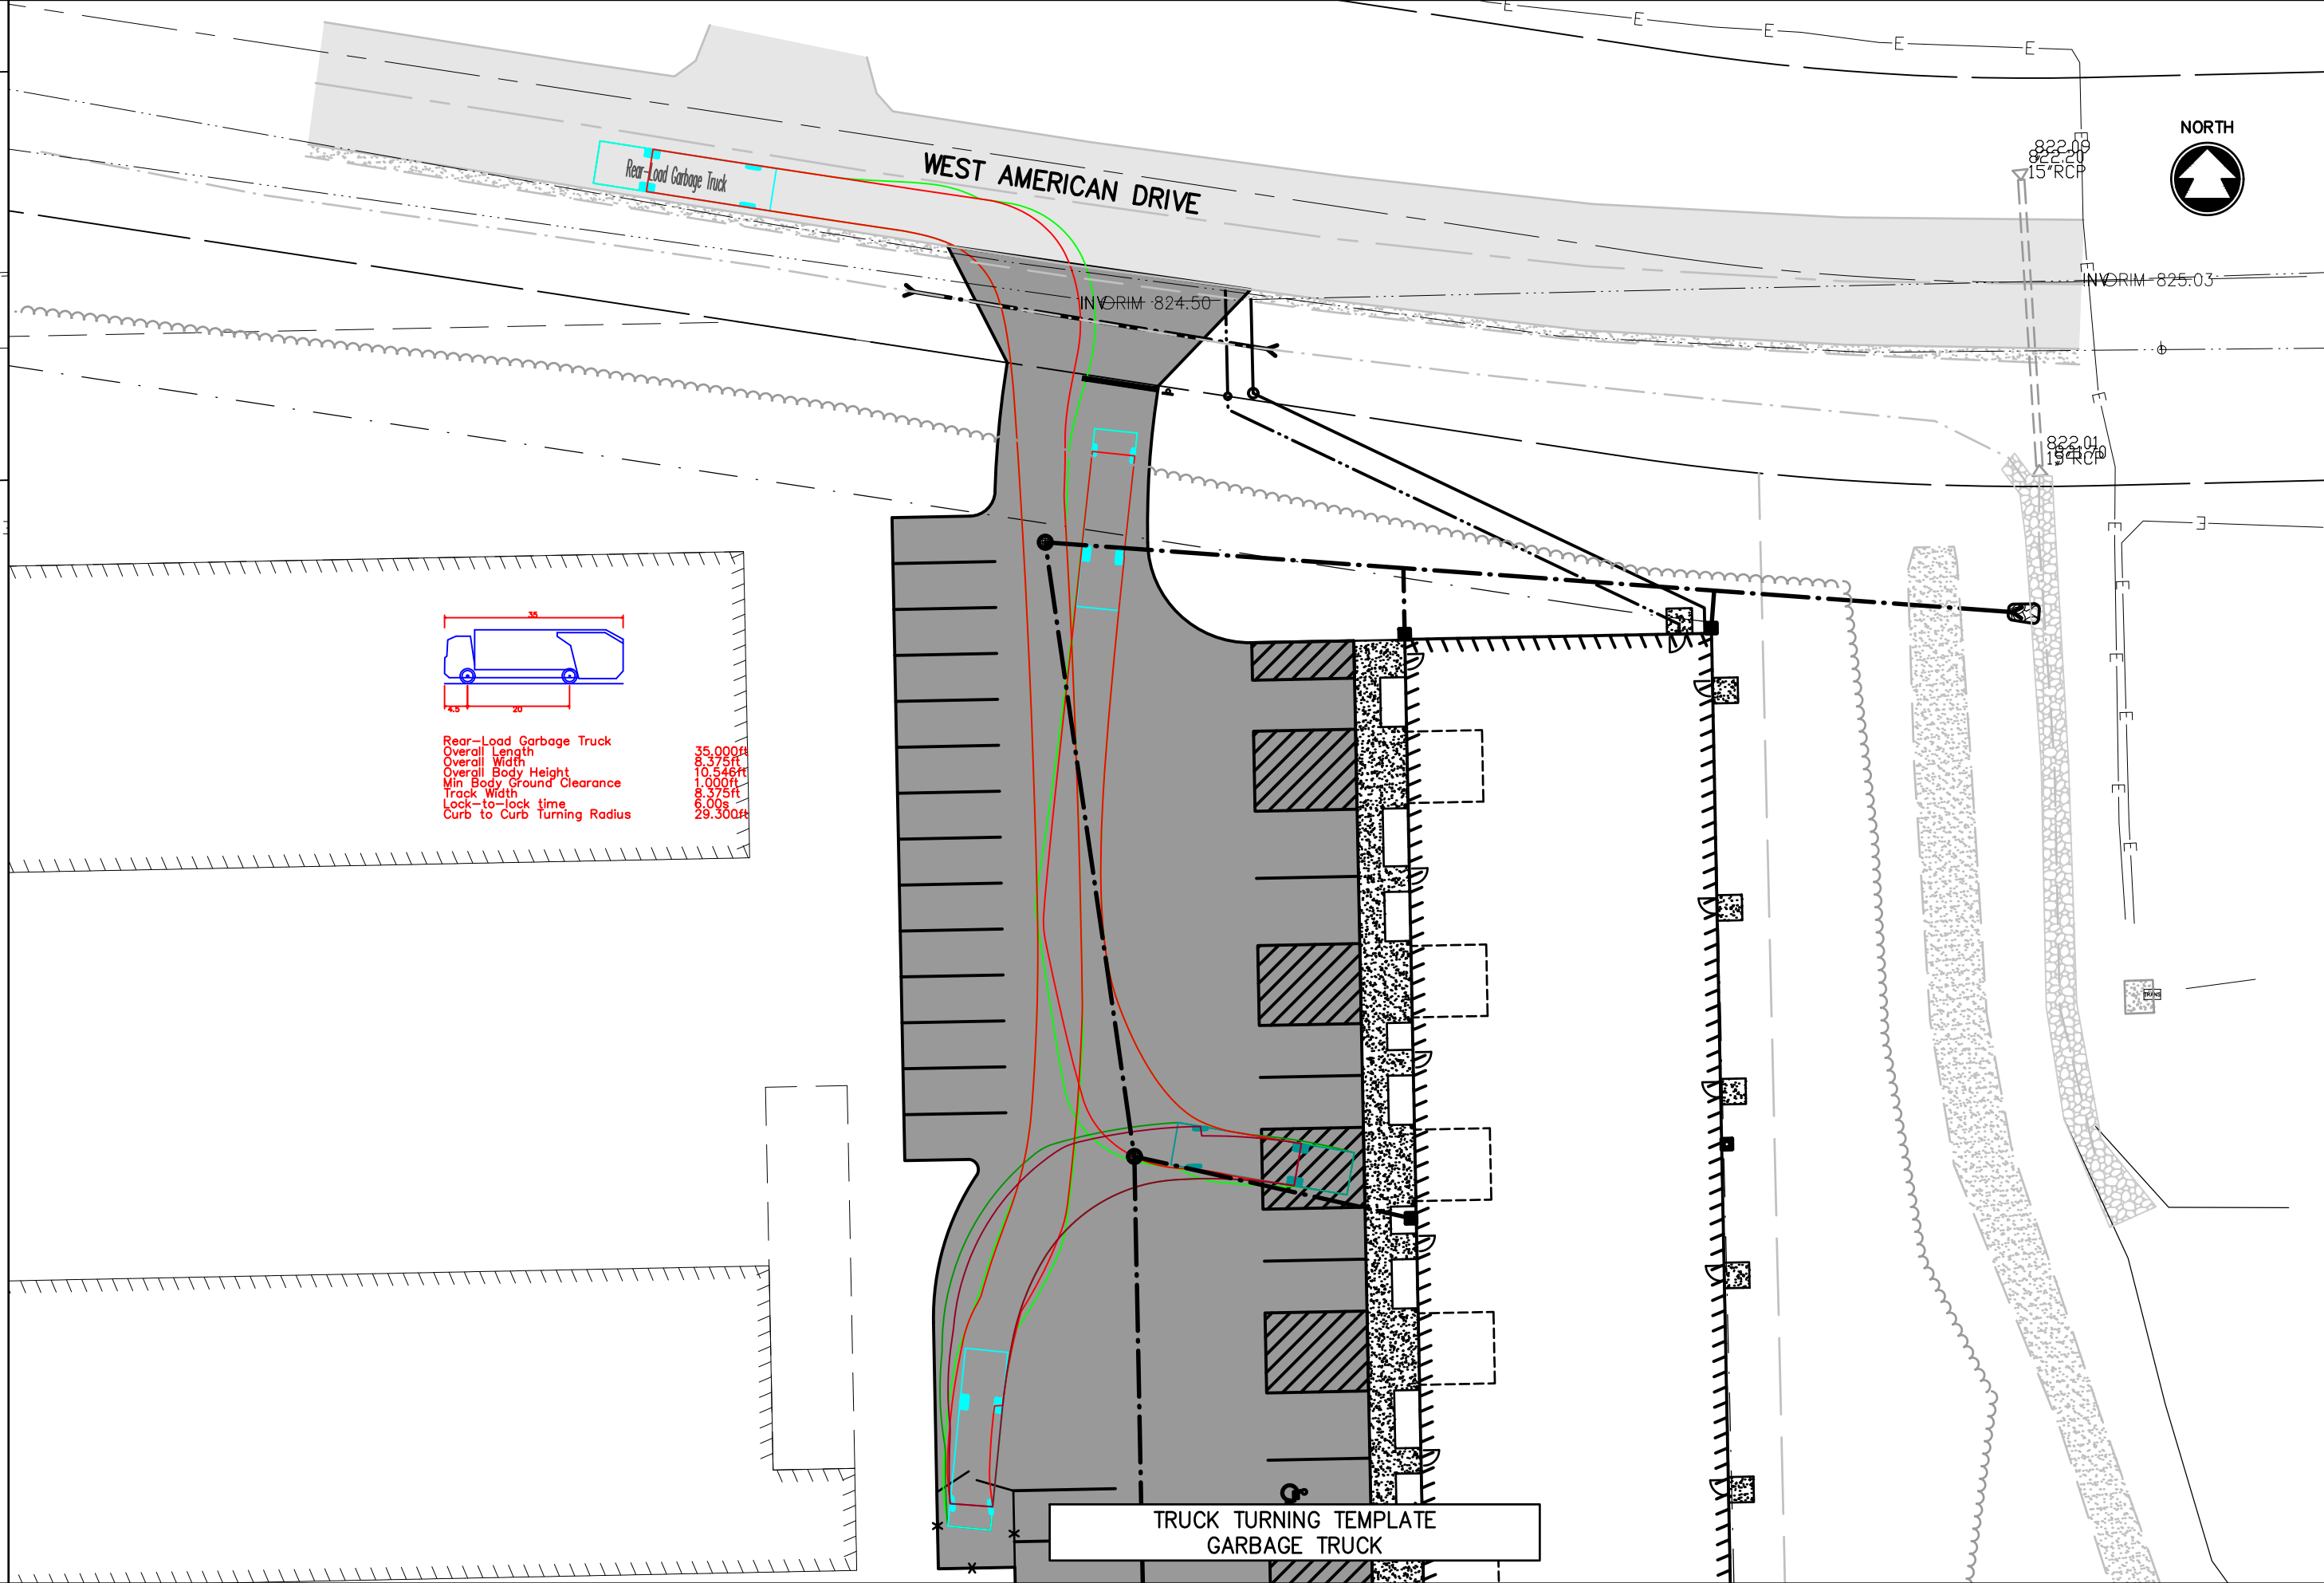 E
E
E
E
E
NORTH
E
822.09
822.20
15"RCP
Rear-Load Garbage Truck
WEST AMERICAN DRIVE
E
INV RIM 824.50
INV RIM 825.03
E
822.01
15"RCP
E
E
35
E
E
4.5
20
E
Rear-Load Garbage Truck
Overall Length 35.000ft
Overall Width 8.375ft
Overall Body Height 10.546ft
Min Body Ground Clearance 1.000ft
Track Width 8.375ft
Lock-to-lock time 6.00s
Curb to Curb Turning Radius 29.300ft
E
E
TRANS
TRUCK TURNING TEMPLATE
GARBAGE TRUCK